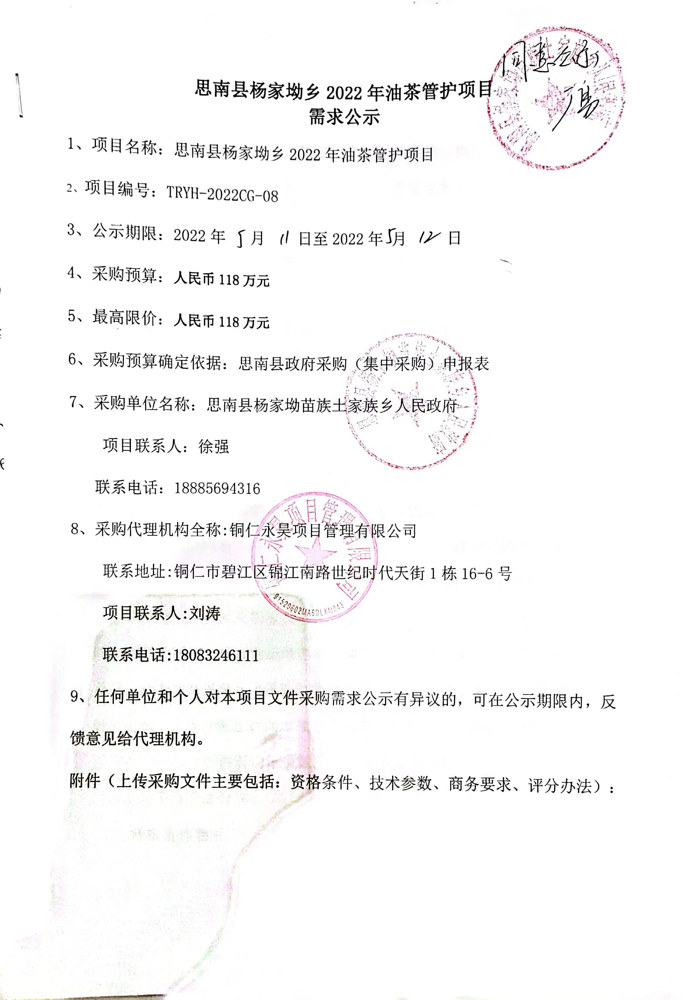 思南县杨家坳乡 2022 年油茶管护项目
需求公示
同意
1、项目名称：思南县杨家坳乡 2022 年油茶管护项目
2、项目编号：TRYH-2022CG-08
3、公示期限：2022 年 5 月 11 日至 2022 年 5 月 12 日
4、采购预算：人民币 118 万元
5、最高限价：人民币 118 万元
6、采购预算确定依据：思南县政府采购（集中采购）申报表
7、采购单位名称：思南县杨家坳苗族土家族乡人民政府
项目联系人：徐强
联系电话：18885694316
8、采购代理机构全称:铜仁永昊项目管理有限公司
联系地址:铜仁市碧江区锦江南路世纪时代天街 1 栋 16-6 号
铜仁永昊项目管理有限公司
91520602MA6DLXM043
项目联系人:刘涛
联系电话:18083246111
9、任何单位和个人对本项目文件采购需求公示有异议的，可在公示期限内，反
馈意见给代理机构。
附件（上传采购文件主要包括：资格条件、技术参数、商务要求、评分办法）：